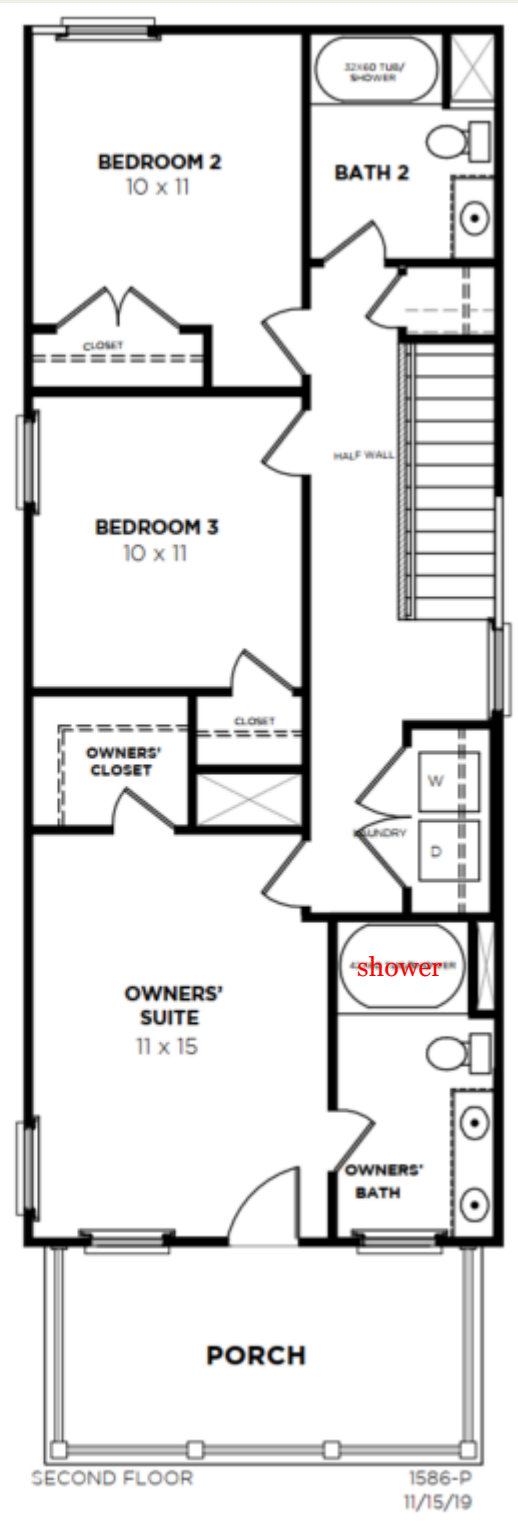 32X60 TUB/
SHOWER
BEDROOM 2
10 x 11
BATH 2
CLOSET
HALF WALL
BEDROOM 3
10 x 11
CLOSET
OWNERS'
CLOSET
W
LAUNDRY
D
shower
OWNERS'
SUITE
11 x 15
OWNERS'
BATH
PORCH
SECOND FLOOR
1586-P
11/15/19